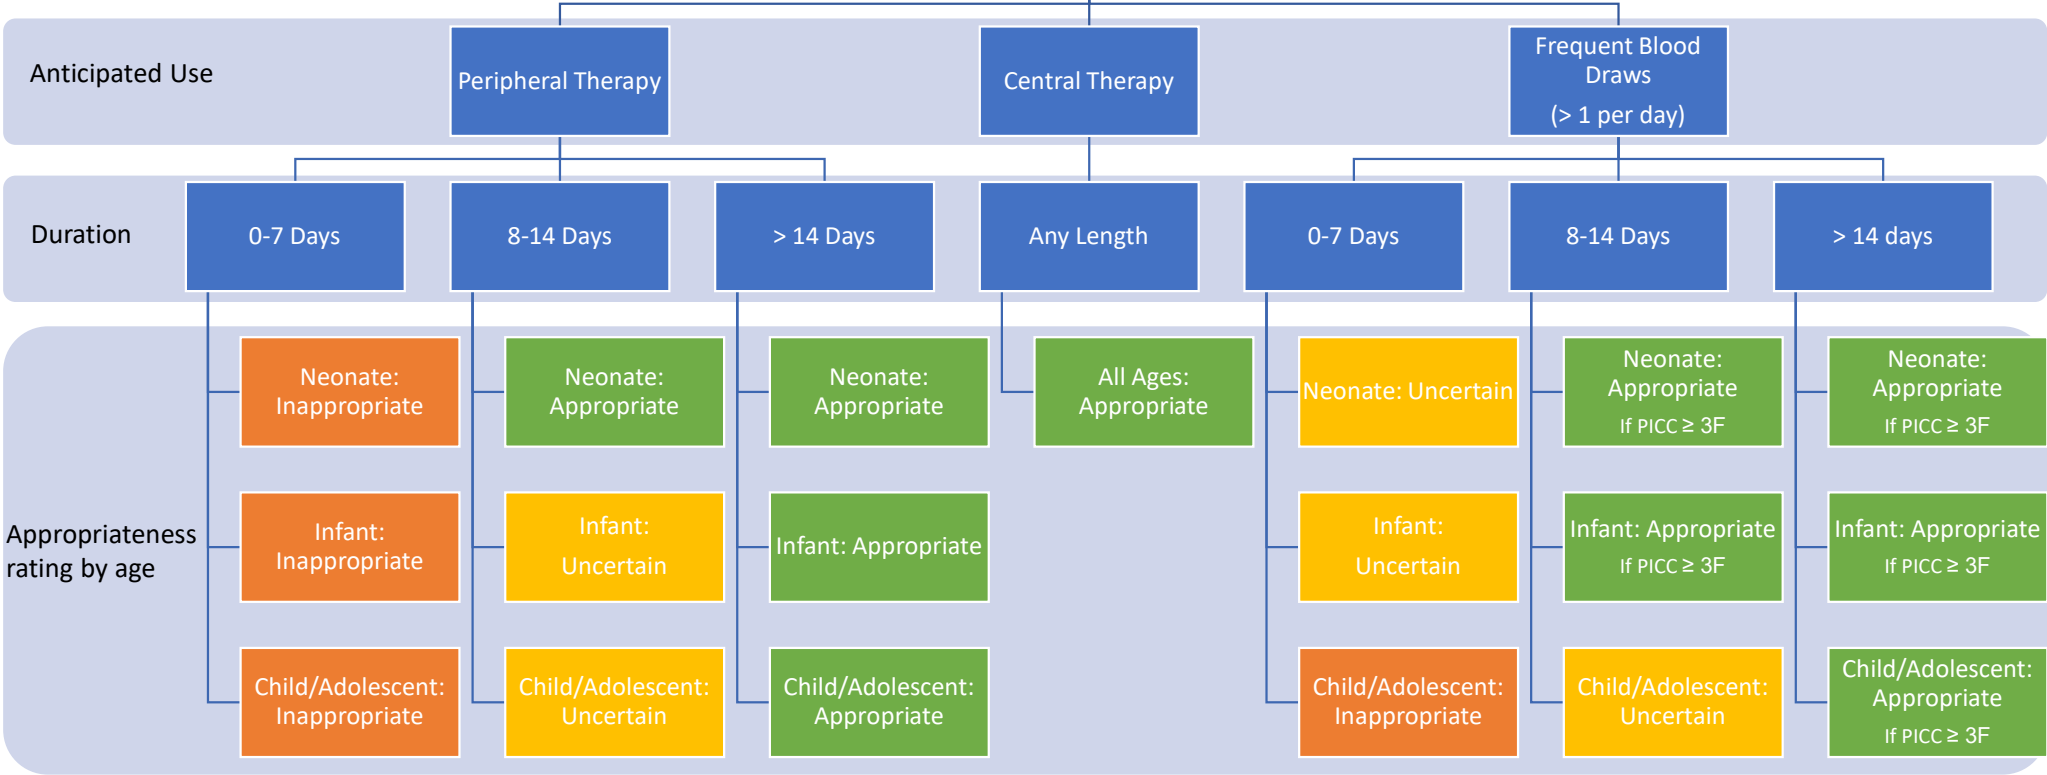 Anticipated Use
Peripheral Therapy
Central Therapy
Frequent Blood
Draws
(> 1 per day)
Duration
0-7 Days
8-14 Days
> 14 Days
Any Length
0-7 Days
8-14 Days
> 14 days
Appropriateness
rating by age
Neonate:
Inappropriate
Neonate:
Appropriate
Neonate:
Appropriate
All Ages:
Appropriate
Neonate: Uncertain
Neonate:
Appropriate
If PICC ≥ 3F
Neonate:
Appropriate
If PICC ≥ 3F
Infant:
Inappropriate
Infant:
Uncertain
Infant: Appropriate
Infant:
Uncertain
Infant: Appropriate
If PICC ≥ 3F
Infant: Appropriate
If PICC ≥ 3F
Child/Adolescent:
Inappropriate
Child/Adolescent:
Uncertain
Child/Adolescent:
Appropriate
Child/Adolescent:
Inappropriate
Child/Adolescent:
Uncertain
Child/Adolescent:
Appropriate
If PICC ≥ 3F